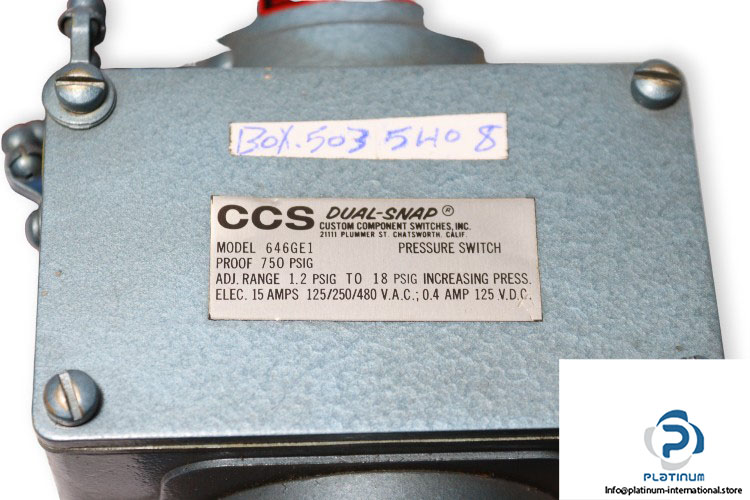 BOX.503 5408
CCS DUAL-SNAP®
CUSTOM COMPONENT SWITCHES, INC.
21111 PLUMMER ST. CHATSWORTH, CALIF.
MODEL 646GE1 PRESSURE SWITCH
PROOF 750 PSIG
ADJ. RANGE 1.2 PSIG TO 18 PSIG INCREASING PRESS.
ELEC. 15 AMPS 125/250/480 V.A.C.; 0.4 AMP 125 V.D.C.
PLATINUM
Info@platinum-international.store